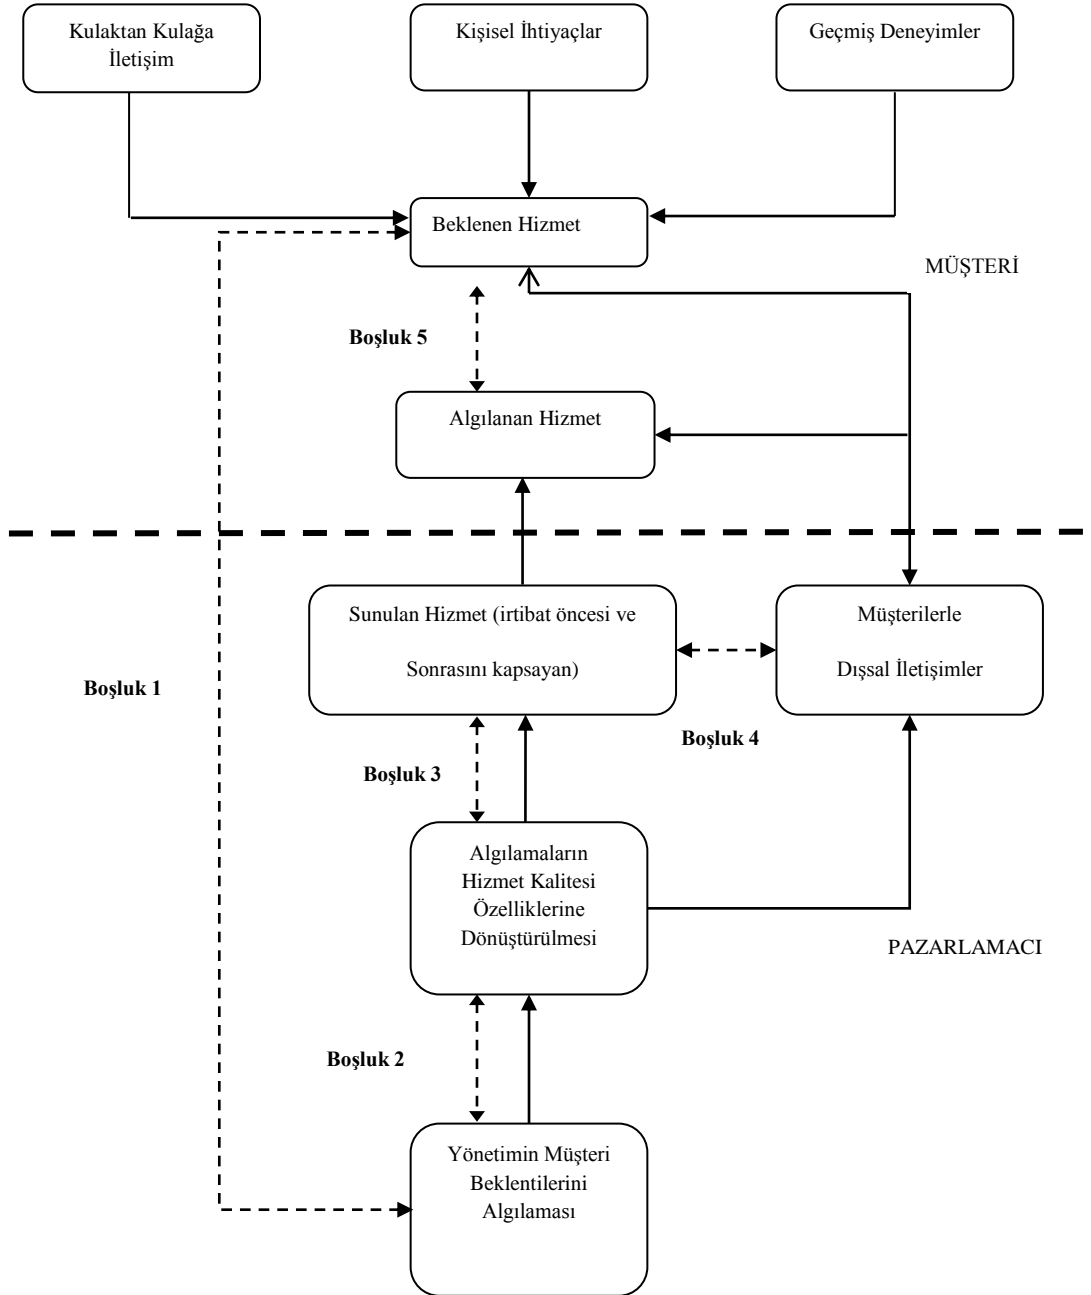 Kulaktan Kulağa
İletişim
Kişisel İhtiyaçlar
Geçmiş Deneyimler
Beklenen Hizmet
MÜŞTERİ
Boşluk 5
Algılanan Hizmet
Sunulan Hizmet (irtibat öncesi ve
Sonrasını kapsayan)
Müşterilerle
Dışsal İletişimler
Boşluk 1
Boşluk 4
Boşluk 3
Algılamaların
Hizmet Kalitesi
Özelliklerine
Dönüştürülmesi
PAZARLAMACI
Boşluk 2
Yönetimin Müşteri
Beklentilerini
Algılaması